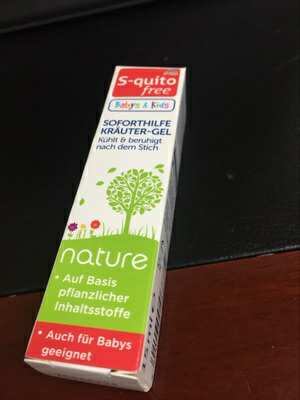 S-quito
free
Babys & Kids
SOFORTHILFE
KRÄUTER-GEL
Kühlt & beruhigt
nach dem Stich
nature
• Auf Basis
pflanzlicher
Inhaltsstoffe
• Auch für Babys
geeignet